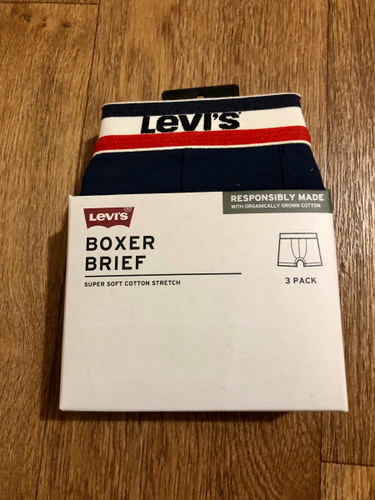 Levi's
RESPONSIBLY MADE
WITH ORGANICALLY GROWN COTTON
Levi's
BOXER
BRIEF
SUPER SOFT COTTON STRETCH
3 PACK